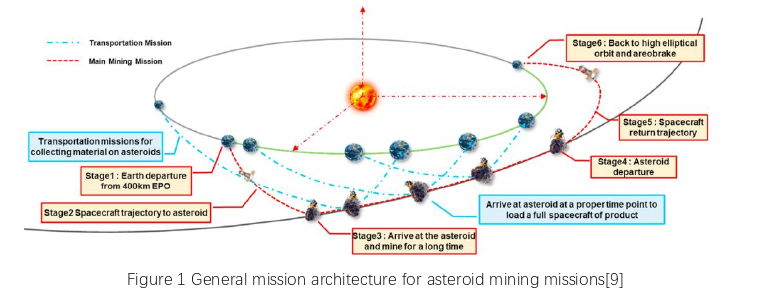 Transportation Mission
Main Mining Mission
Stage6 : Back to high elliptical
orbit and areobrake
Transportation missions for
collecting material on asteroids
Stage5 : Spacecraft
return trajectory
Stage1 : Earth departure
from 400km EPO
Stage4 : Asteroid
departure
Stage2 Spacecraft trajectory to asteroid
Arrive at asteroid at a propertime point to
load a full spacecraft of product
Stage3 : Arrive at the asteroid
and mine for a long time
Figure 1 General mission architecture for asteroid mining missions[9]